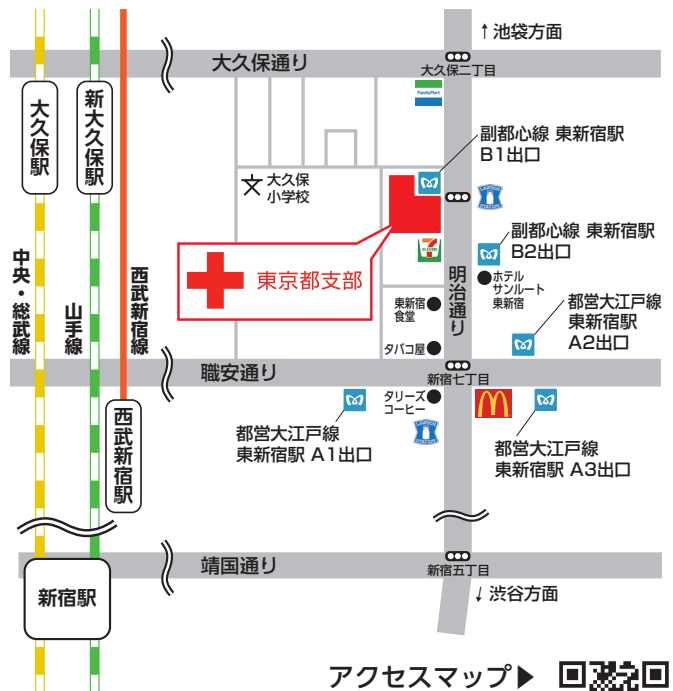 ↑池袋方面
大久保通り
大久保二丁目
FamilyMart
大久保駅
新大久保駅
副都心線 東新宿駅
B1出口
大久保
小学校
LAWSON
STATION
7
ELEVEN
副都心線 東新宿駅
B2出口
東京都支部
明治通り
ホテル
サンルート
東新宿
中央・総武線
山手線
西武新宿線
東新宿
食堂
都営大江戸線
東新宿駅
A2出口
タバコ屋
職安通り
新宿七丁目
西武新宿駅
タリーズ
コーヒー
LAWSON
STATION
都営大江戸線
東新宿駅 A1出口
都営大江戸線
東新宿駅 A3出口
靖国通り
新宿五丁目
新宿駅
↓渋谷方面
アクセスマップ▶